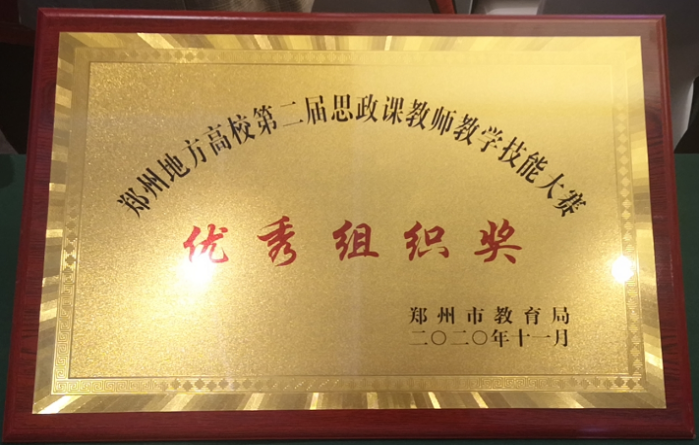 郑州地方高校第二届思政课教师教学技能大赛
优秀组织奖
郑州市教育局
二〇二〇年十一月